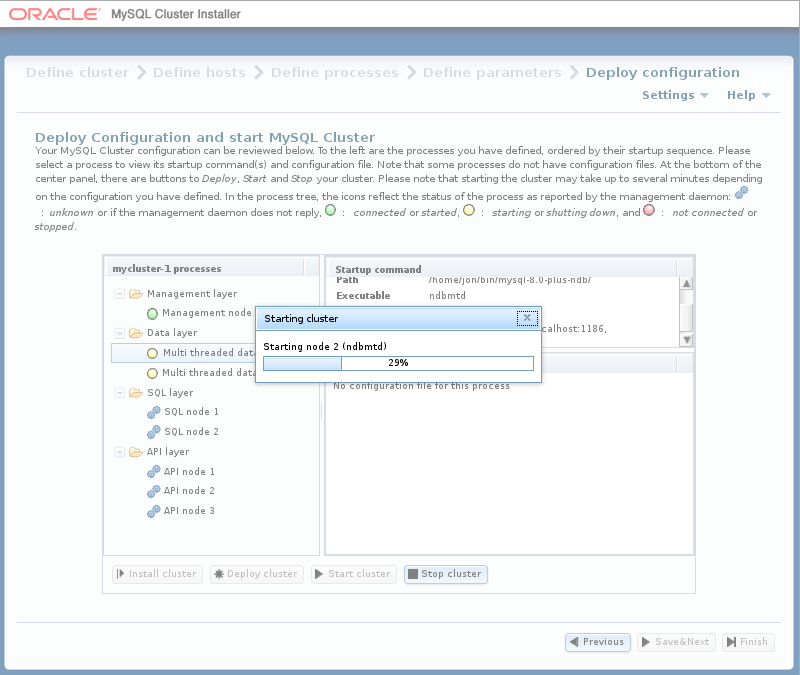 ORACLE® MySQL Cluster Installer
Define cluster Define hosts Define processes Define parameters Deploy configuration
Settings Help
Deploy Configuration and start MySQL Cluster
Your MySQL Cluster configuration can be reviewed below. To the left are the processes you have defined, ordered by their startup sequence. Please
select a process to view its startup command(s) and configuration file. Note that some processes do not have configuration files. At the bottom of the
center panel, there are buttons to Deploy, Start and Stop your cluster. Please note that starting the cluster may take up to several minutes depending
on the configuration you have defined. In the process tree, the icons reflect the status of the process as reported by the management daemon:
: unknown or if the management daemon does not reply, : connected or started, : starting or shutting down, and : not connected or
stopped.
mycluster-1 processes
Management layer
Management node
Data layer
Multi threaded data
Multi threaded data
SQL layer
SQL node 1
SQL node 2
API layer
API node 1
API node 2
API node 3
Startup command
Path /home/jon/bin/mysql-8.0-plus-ndb/
Executable ndbmtd
calhost:1186,
No configuration file for this process
Starting cluster
Starting node 2 (ndbmtd)
29%
Install cluster Deploy cluster Start cluster Stop cluster
Previous Save&Next Finish